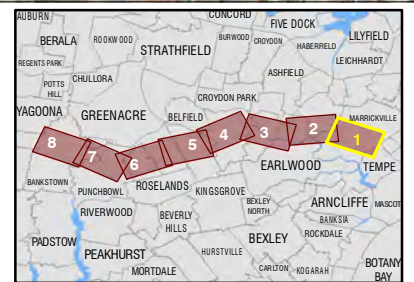 AUBURN
CONCORD
FIVE DOCK
BERALA
ROOKWOOD
STRATHFIELD
BURWOOD
CROYDON
HABERFIELD
LILYFIELD
REGENTS PARK
LEICHHARDT
POTTS
HILL
CHULLORA
ASHFIELD
CROYDON PARK
YAGOONA
GREENACRE
BELFIELD
MARRICKVILLE
8
7
6
5
4
3
2
1
BANKSTOWN
PUNCHBOWL
ROSELANDS
KINGSGROVE
EARLWOOD
TEMPE
RIVERWOOD
BEVERLY
HILLS
BEXLEY
NORTH
ARNCLIFFE
MASCOT
BANKSIA
ROCKDALE
PADSTOW
PEAKHURST
HURSTVILLE
BEXLEY
BOTANY
BAY
MORTDALE
CARLTON
KOGARAH